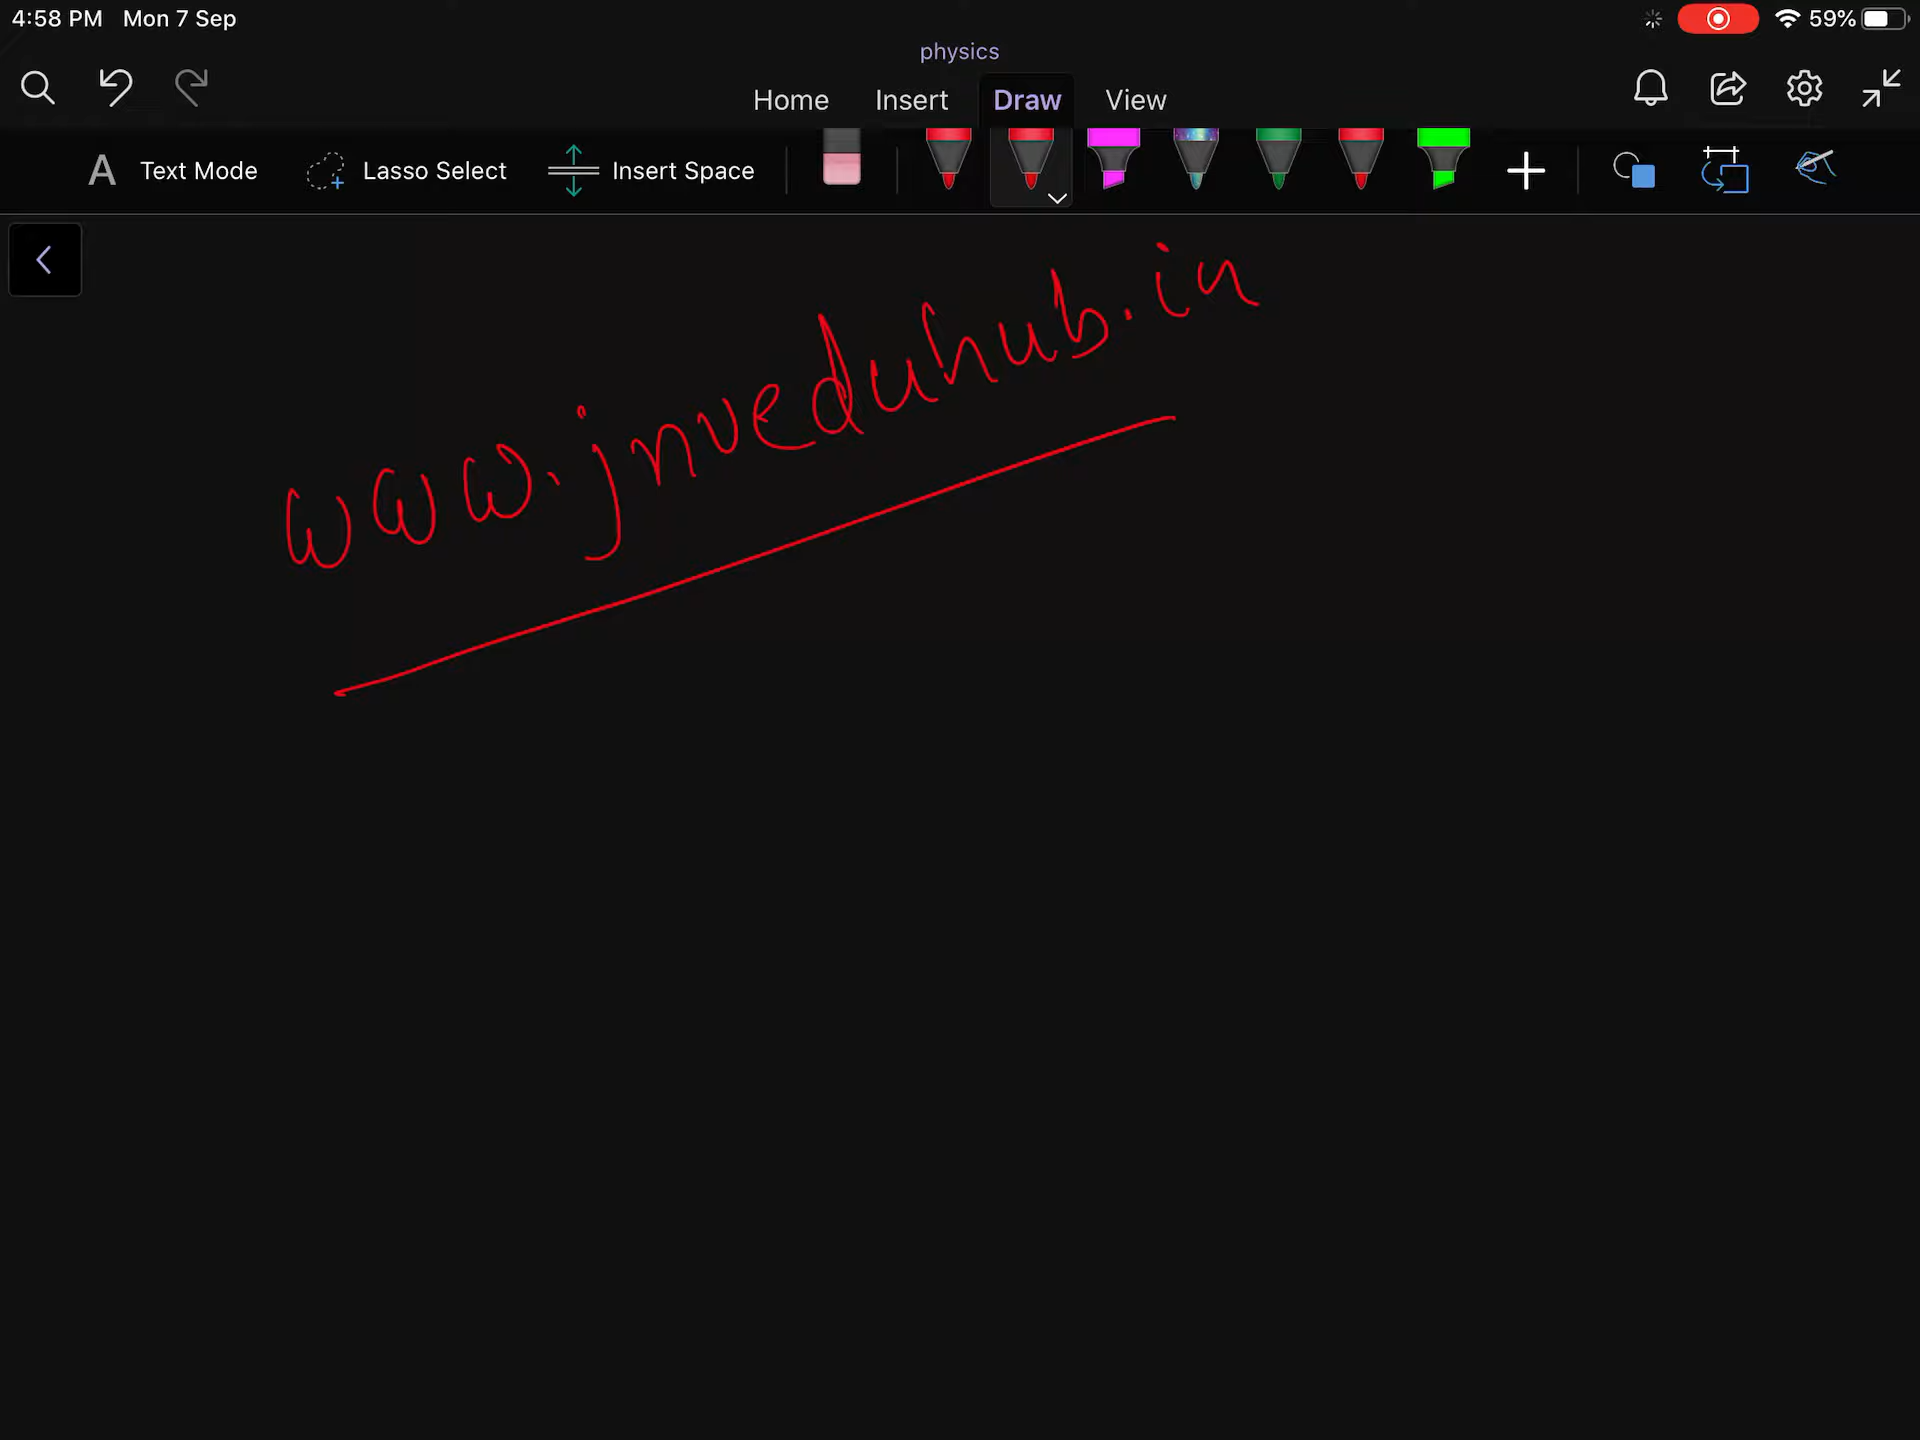 4:58 PM Mon 7 Sep 59%
physics
Home Insert Draw View
A Text Mode Lasso Select Insert Space
www.jnveduhub.in